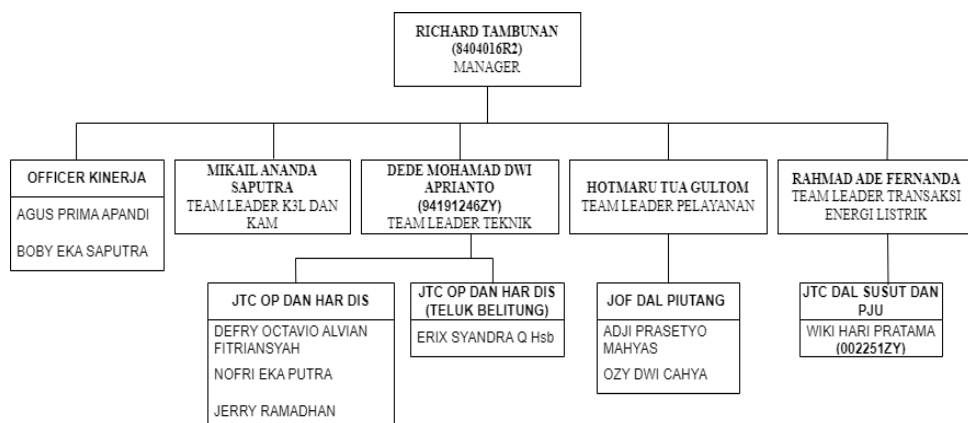 RICHARD TAMBUNAN
(8404016R2)
MANAGER
OFFICER KINERJA
AGUS PRIMA APANDI
BOBY EKA SAPUTRA
MIKAIL ANANDA
SAPUTRA
TEAM LEADER K3L DAN
KAM
DEDE MOHAMAD DWI
APRIANTO
(94191246ZY)
TEAM LEADER TEKNIK
HOTMARU TUA GULTOM
TEAM LEADER PELAYANAN
RAHMAD ADE FERNANDA
TEAM LEADER TRANSAKSI
ENERGI LISTRIK
JTC OP DAN HAR DIS
DEFRY OCTAVIO ALVIAN
FITRIANSYAH
NOFRI EKA PUTRA
JERRY RAMADHAN
JTC OP DAN HAR DIS
(TELUK BELITUNG)
ERIX SYANDRA Q Hsb
JOF DAL PIUTANG
ADJI PRASETYO
MAHYAS
OZY DWI CAHYA
JTC DAL SUSUT DAN
PJU
WIKI HARI PRATAMA
(002251ZY)